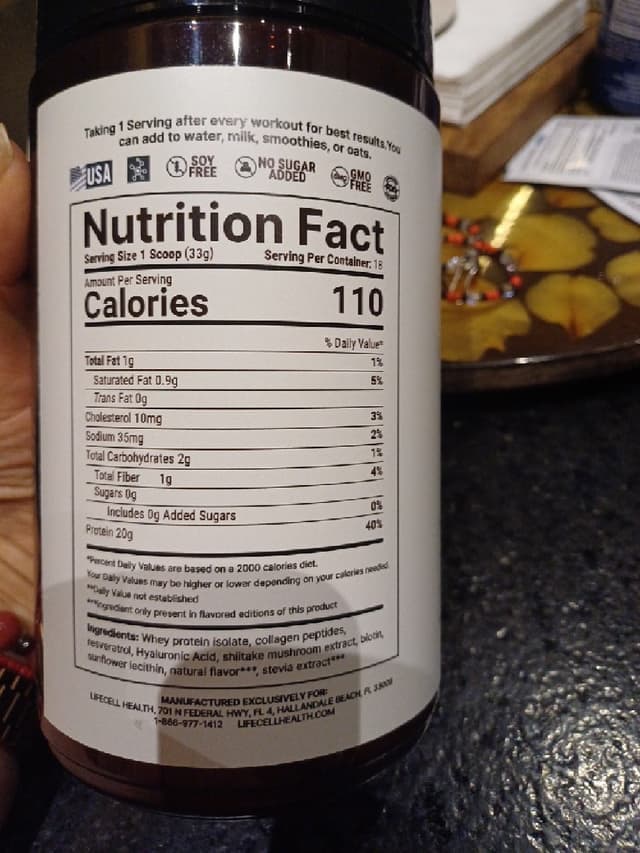 Taking 1 Serving after every workout for best results. You
can add to water, milk, smoothies, or oats.
USA
SOY
FREE
NO SUGAR
ADDED
GMO
FREE
Nutrition Fact
Serving Size 1 Scoop (33g) Serving Per Container: 18
Amount Per Serving
Calories 110
% Daily Value*
Total Fat 1g 1%
Saturated Fat 0.9g 5%
Trans Fat 0g
Cholesterol 10mg 3%
Sodium 35mg 2%
Total Carbohydrates 2g 1%
Total Fiber 1g 4%
Sugars 0g
Includes 0g Added Sugars 0%
Protein 20g 40%
*Percent Daily Values are based on a 2000 calories diet.
Your Daily Values may be higher or lower depending on your calories needed.
**Daily Value not established
***Ingredient only present in flavored editions of this product
Ingredients: Whey protein isolate, collagen peptides,
resveratrol, Hyaluronic Acid, shiitake mushroom extract, biotin,
sunflower lecithin, natural flavor***, stevia extract***
MANUFACTURED EXCLUSIVELY FOR:
LIFECELL HEALTH, 701 N FEDERAL HWY, FL 4, HALLANDALE BEACH, FL 33009
1-866-977-1412 LIFECELLHEALTH.COM